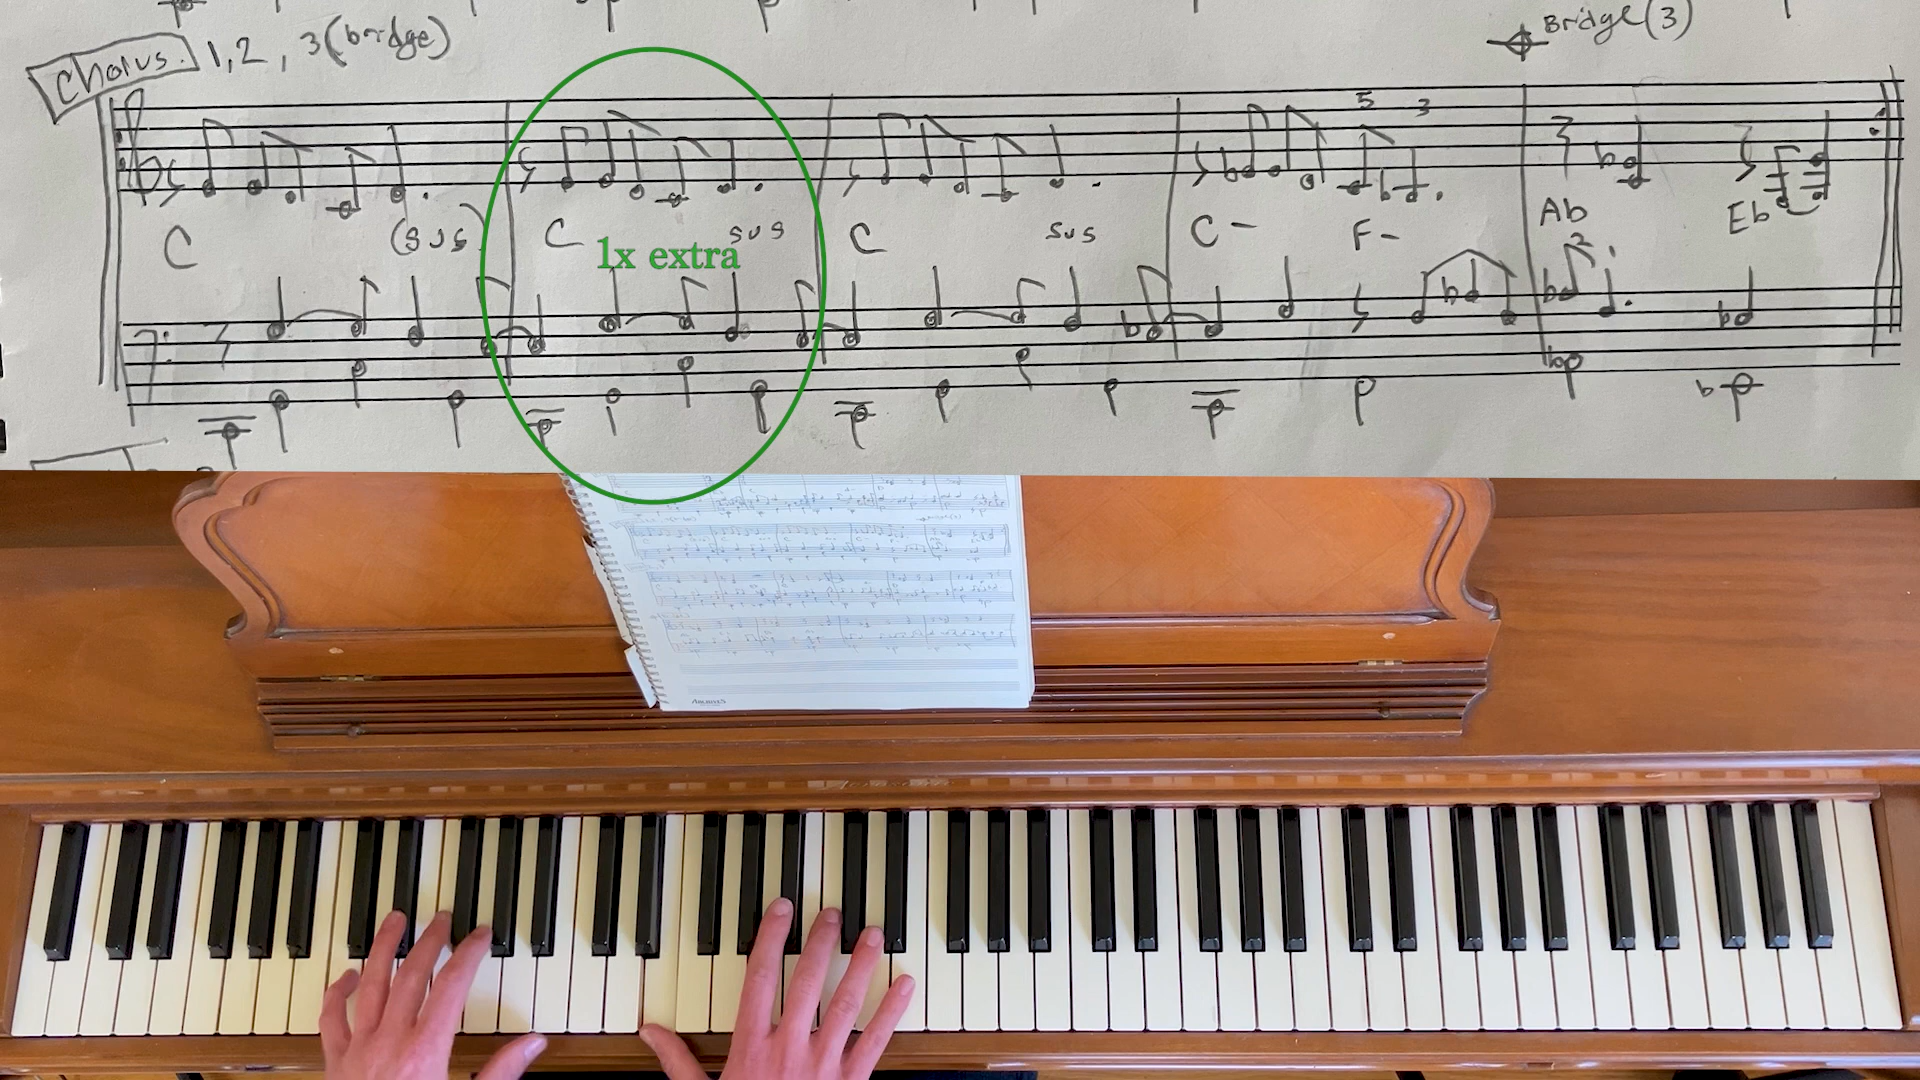 Bridge(3)
Chorus 1,2, 3(bridge)
5 3
C (sus) C sus C sus C- F- Ab Eb
1x extra
2